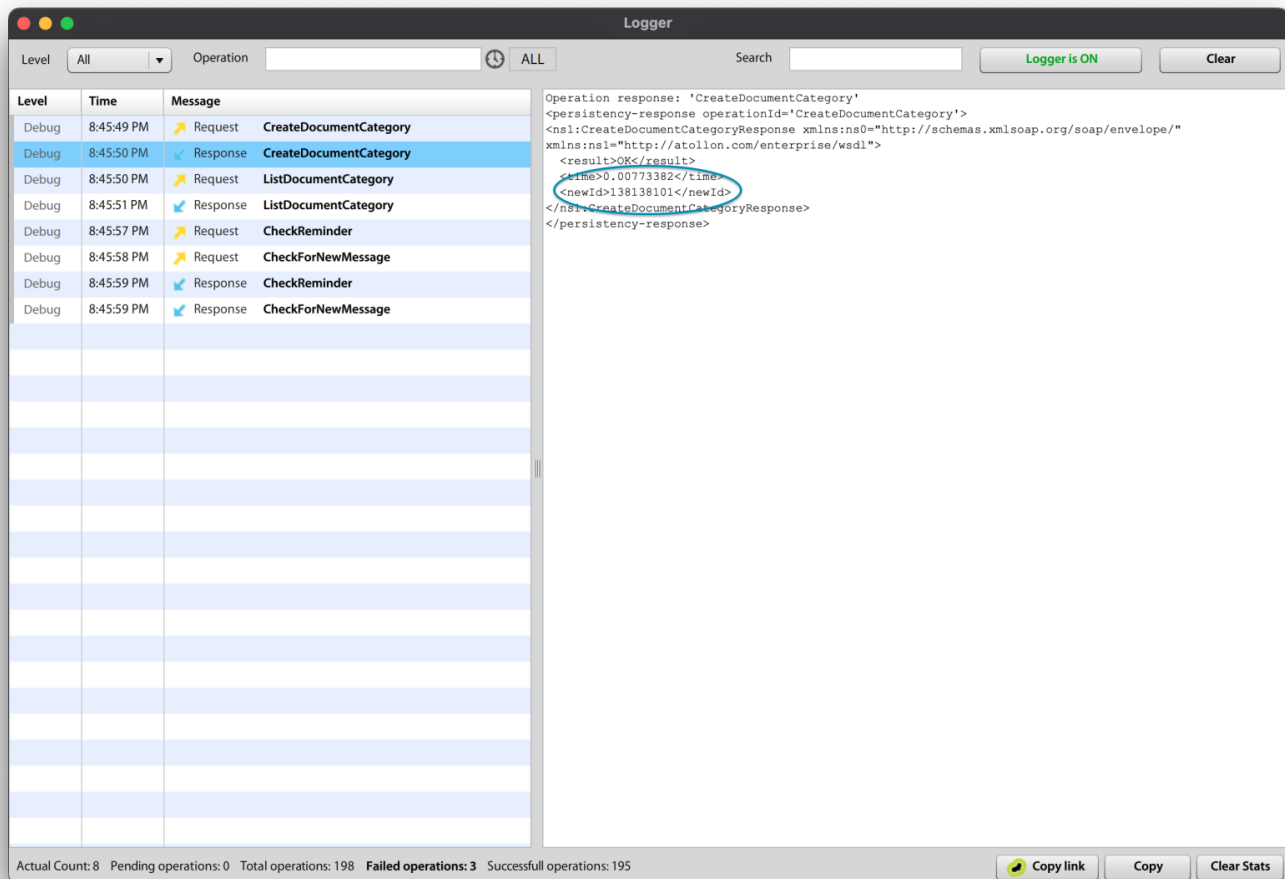 Logger
Level All Operation ALL Search Logger is ON Clear
Level Time Message
Debug 8:45:49 PM Request CreateDocumentCategory
Debug 8:45:50 PM Response CreateDocumentCategory
Debug 8:45:50 PM Request ListDocumentCategory
Debug 8:45:51 PM Response ListDocumentCategory
Debug 8:45:57 PM Request CheckReminder
Debug 8:45:58 PM Request CheckForNewMessage
Debug 8:45:59 PM Response CheckReminder
Debug 8:45:59 PM Response CheckForNewMessage
Operation response: 'CreateDocumentCategory'
<persistency-response operationId='CreateDocumentCategory'>
<ns1:CreateDocumentCategoryResponse xmlns:ns0="http://schemas.xmlsoap.org/soap/envelope/"
xmlns:ns1="http://atollon.com/enterprise/wsdl">
<result>OK</result>
<time>0.00773382</time>
<newId>138138101</newId>
</ns1:CreateDocumentCategoryResponse>
</persistency-response>
Actual Count: 8 Pending operations: 0 Total operations: 198 Failed operations: 3 Successfull operations: 195 Copy link Copy Clear Stats